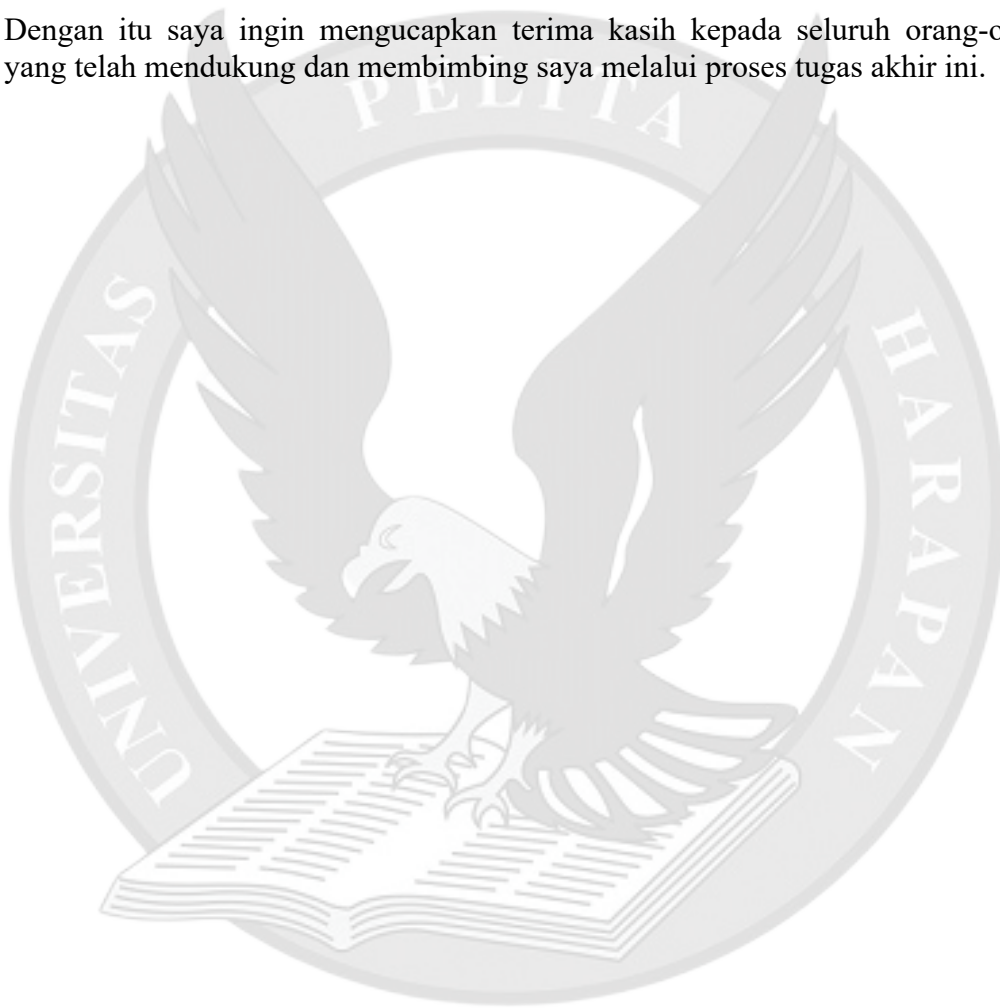 Dengan itu saya ingin mengucapkan terima kasih kepada seluruh
yang telah mendukung dan membimbing saya melalui proses tugas akhir ini.
UNIVERSITAS PELITA HARAPAN